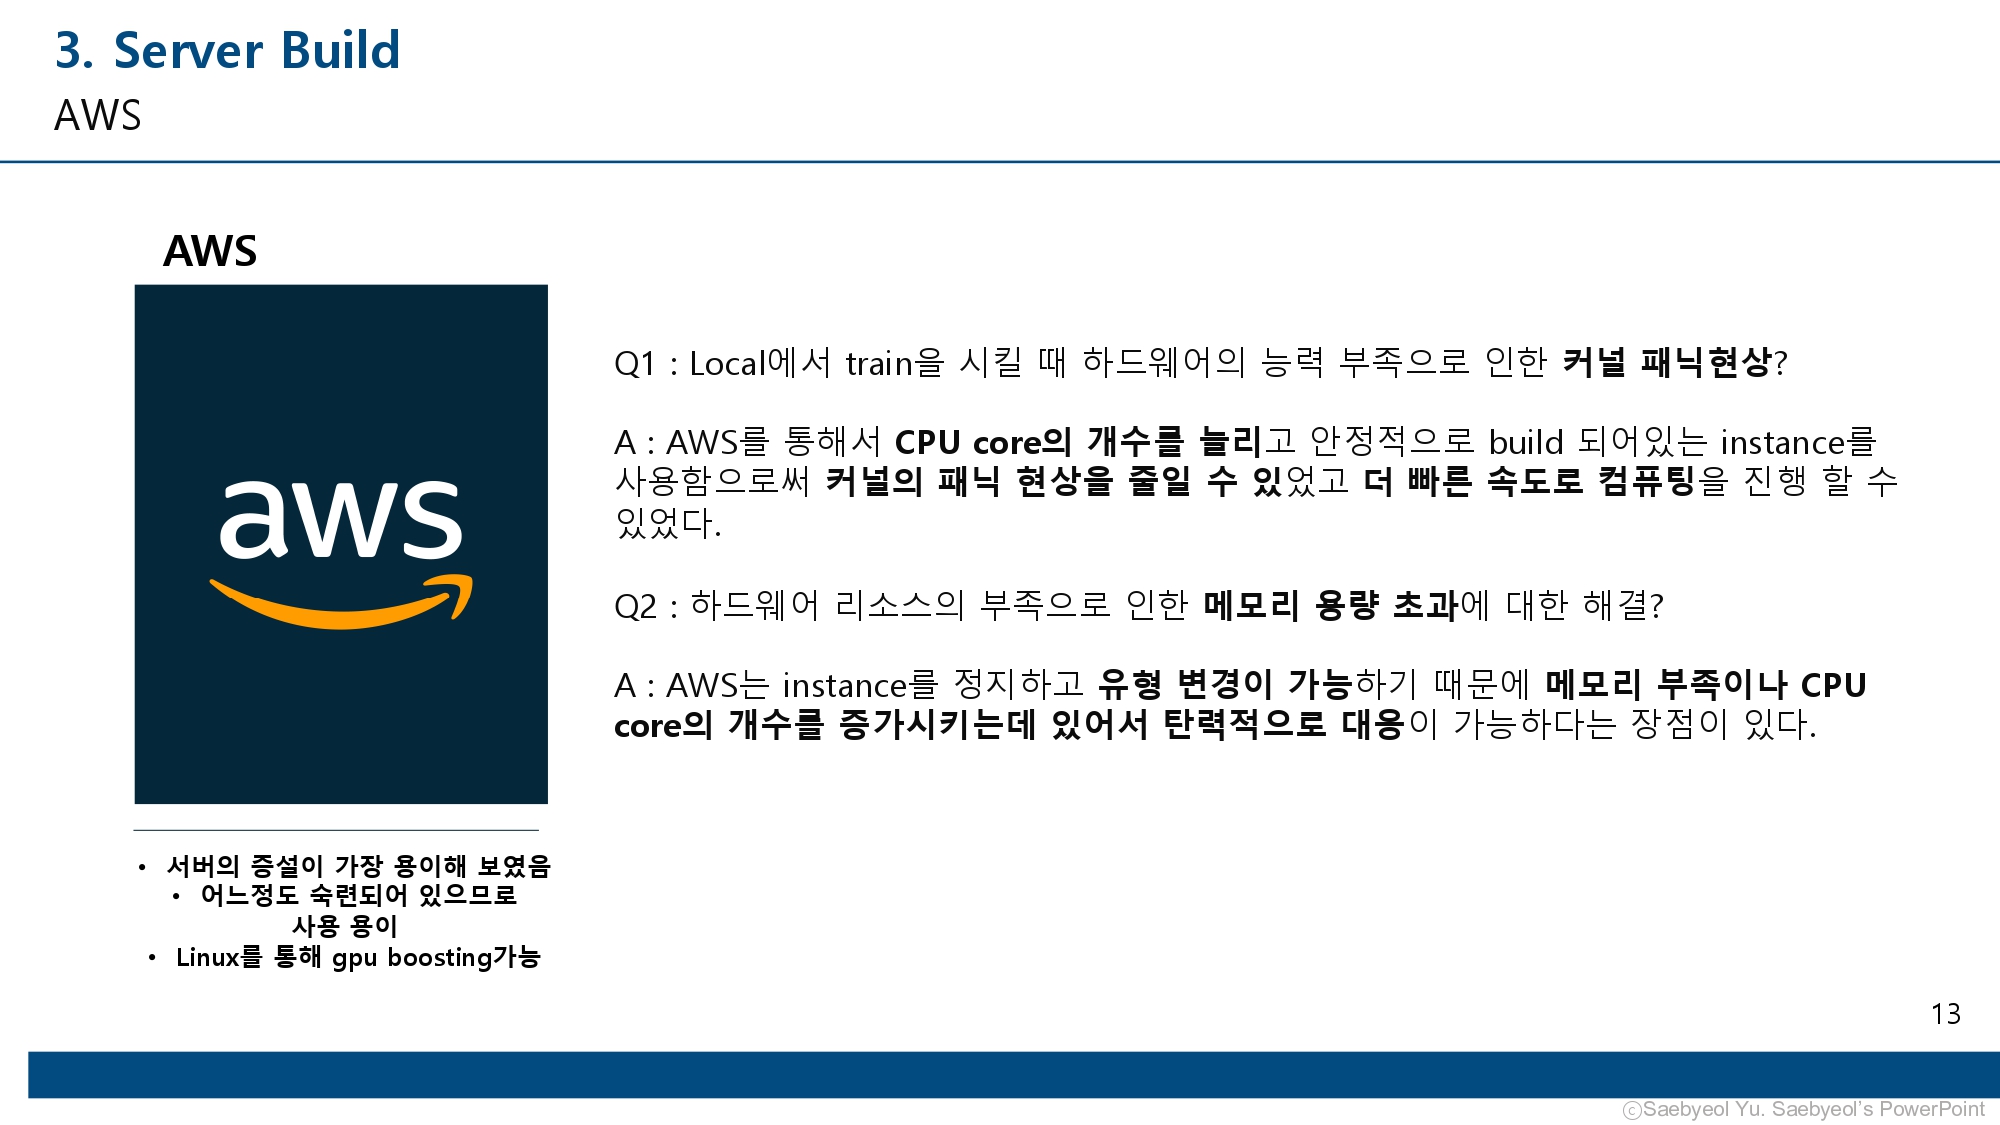 3. Server Build
AWS
AWS
aws
Q1 : Local에서 train을 시킬 때 하드웨어의 능력 부족으로 인한 커널 패닉현상?
A : AWS를 통해서 CPU core의 개수를 늘리고 안정적으로 build 되어있는 instance를
사용함으로써 커널의 패닉 현상을 줄일 수 있었고 더 빠른 속도로 컴퓨팅을 진행 할 수
있었다.
Q2 : 하드웨어 리소스의 부족으로 인한 메모리 용량 초과에 대한 해결?
A : AWS는 instance를 정지하고 유형 변경이 가능하기 때문에 메모리 부족이나 CPU
core의 개수를 증가시키는데 있어서 탄력적으로 대응이 가능하다는 장점이 있다.
• 서버의 증설이 가장 용이해 보였음
• 어느정도 숙련되어 있으므로
사용 용이
• Linux를 통해 gpu boosting가능
13
ⓒSaebyeol Yu. Saebyeol’s PowerPoint